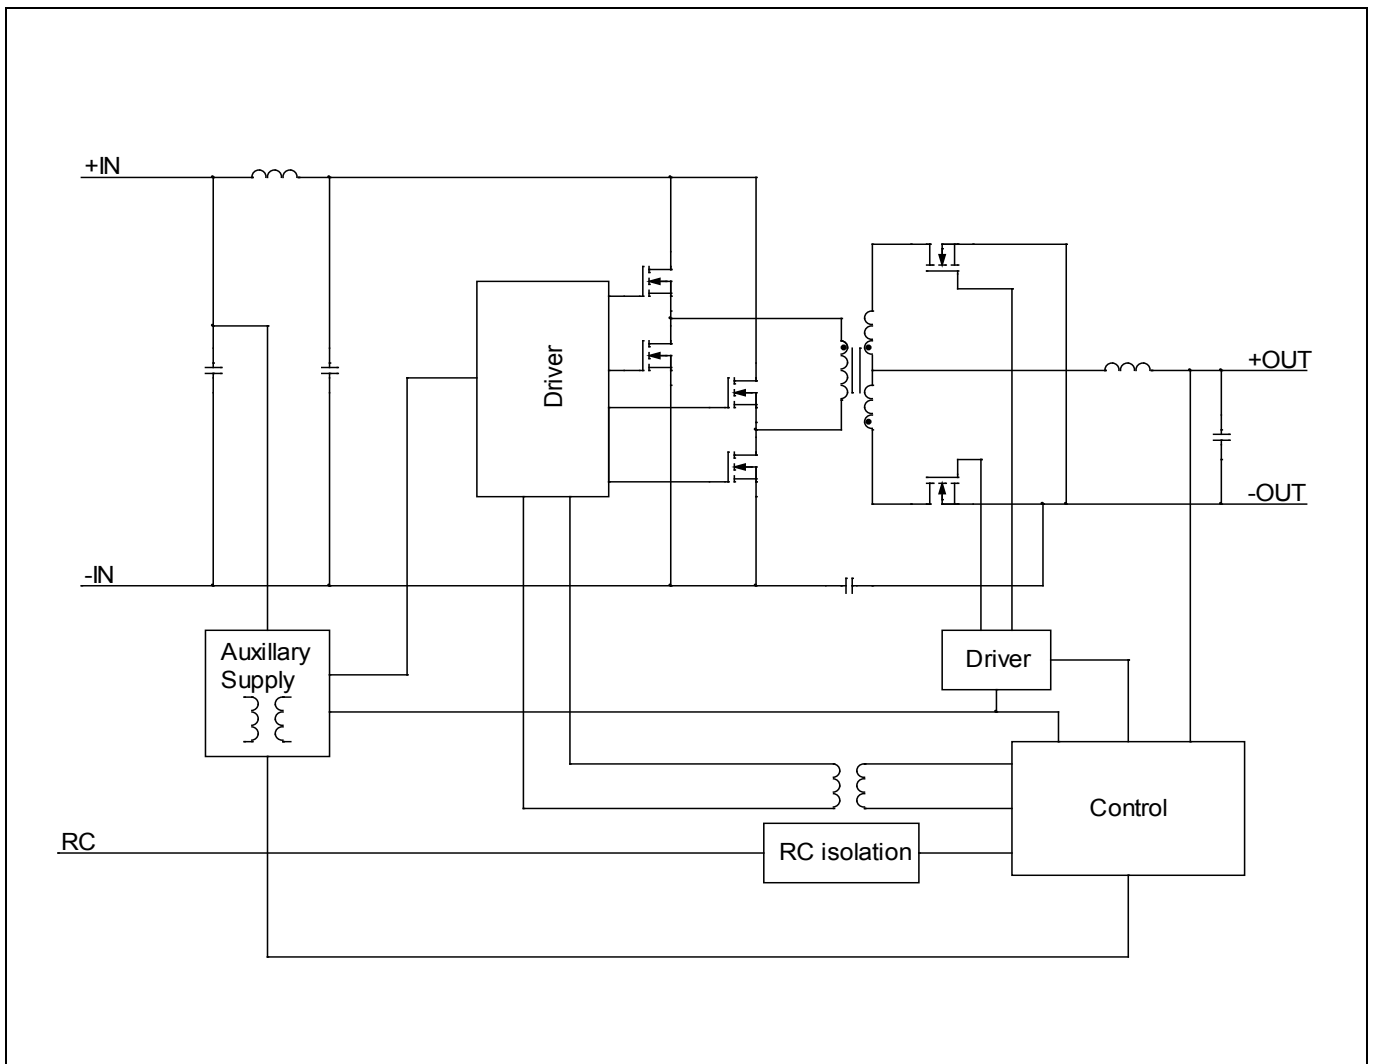 +IN
Driver
+OUT
-OUT
-IN
Auxillary
Supply
Driver
Control
RC
RC isolation